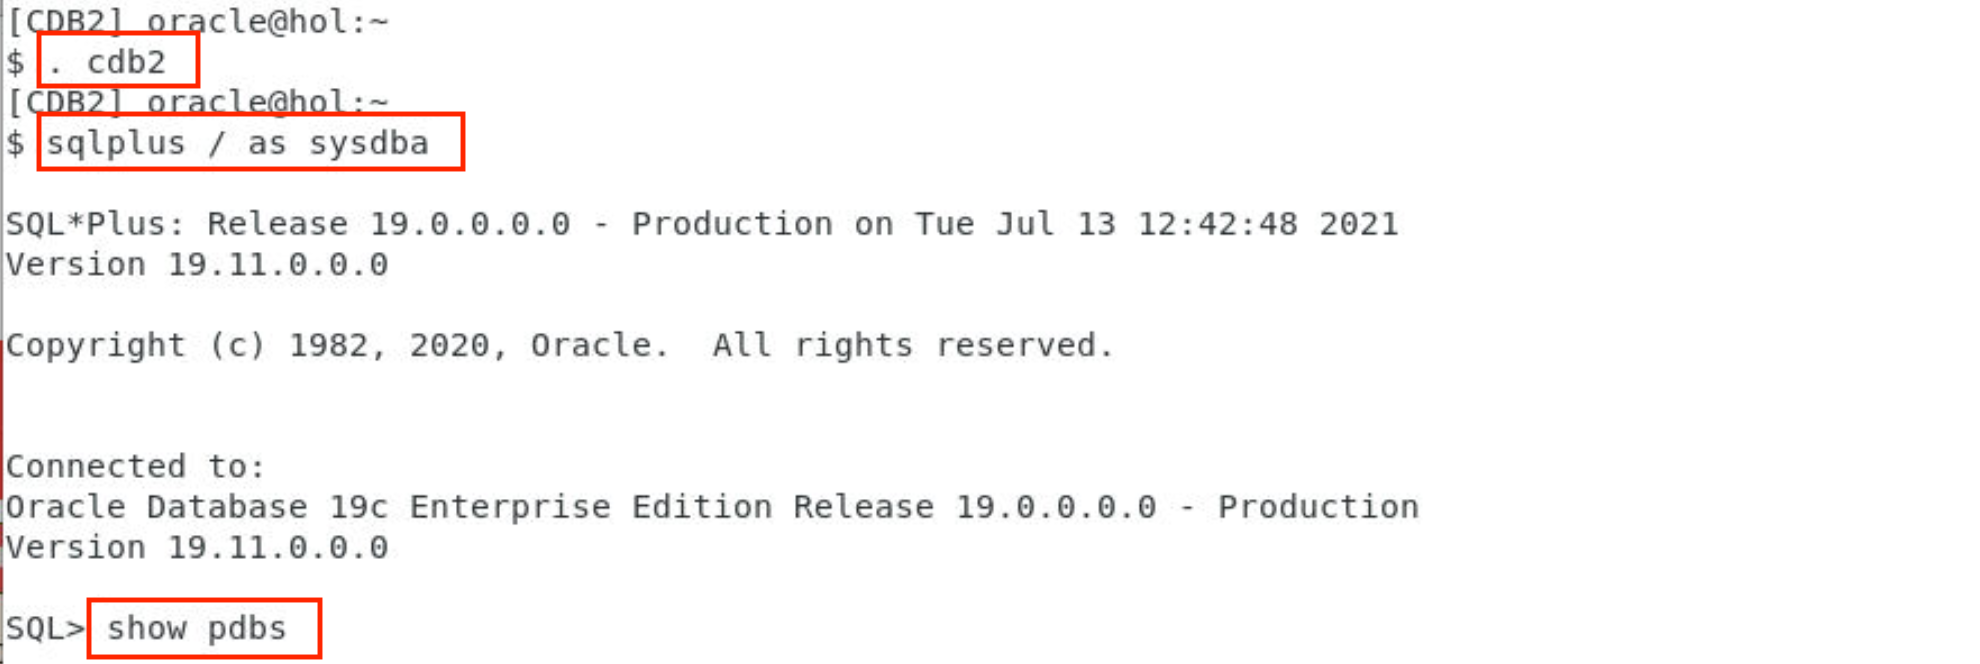 [CDB2] oracle@hol:~
$ . cdb2
[CDB2] oracle@hol:~
$ sqlplus / as sysdba
SQL*Plus: Release 19.0.0.0.0 - Production on Tue Jul 13 12:42:48 2021
Version 19.11.0.0.0
Copyright (c) 1982, 2020, Oracle.  All rights reserved.
Connected to:
Oracle Database 19c Enterprise Edition Release 19.0.0.0.0 - Production
Version 19.11.0.0.0
SQL> show pdbs